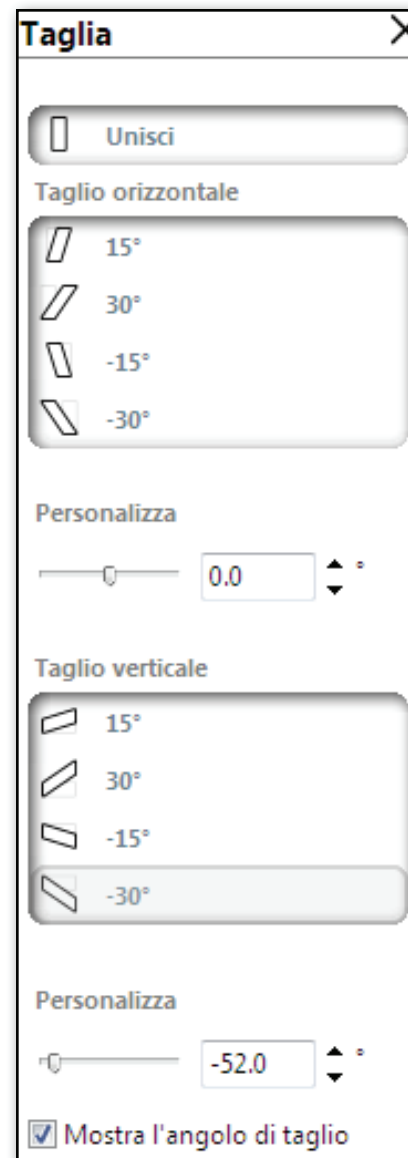 Taglia
Unisci
Taglio orizzontale
15°
30°
-15°
-30°
Personalizza
0.0 °
Taglio verticale
15°
30°
-15°
-30°
Personalizza
-52.0 °
Mostra l'angolo di taglio